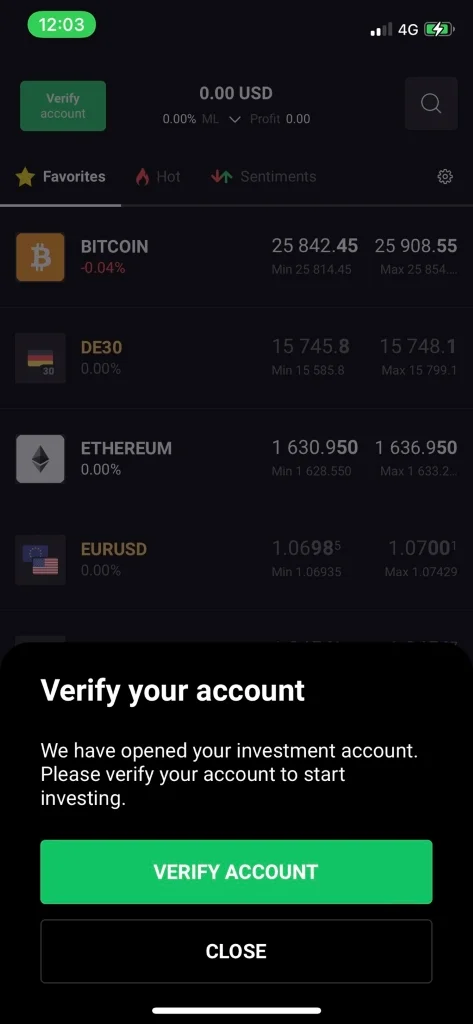 12:03
4G
Verify
account
0.00 USD
0.00% ML Profit 0.00
Favorites Hot Sentiments
BITCOIN 25 842.45 25 908.55
-0.04% Min 25 814.45 Max 25 854....
DE30 15 745.8 15 748.1
30 0.00% Min 15 585.8 Max 15 799.1
ETHEREUM 1 630.950 1 636.950
0.00% Min 1 628.550 Max 1 633.2...
EURUSD 1.06985 1.07001
0.00% Min 1.06935 Max 1.07429
Verify your account
We have opened your investment account.
Please verify your account to start
investing.
VERIFY ACCOUNT
CLOSE